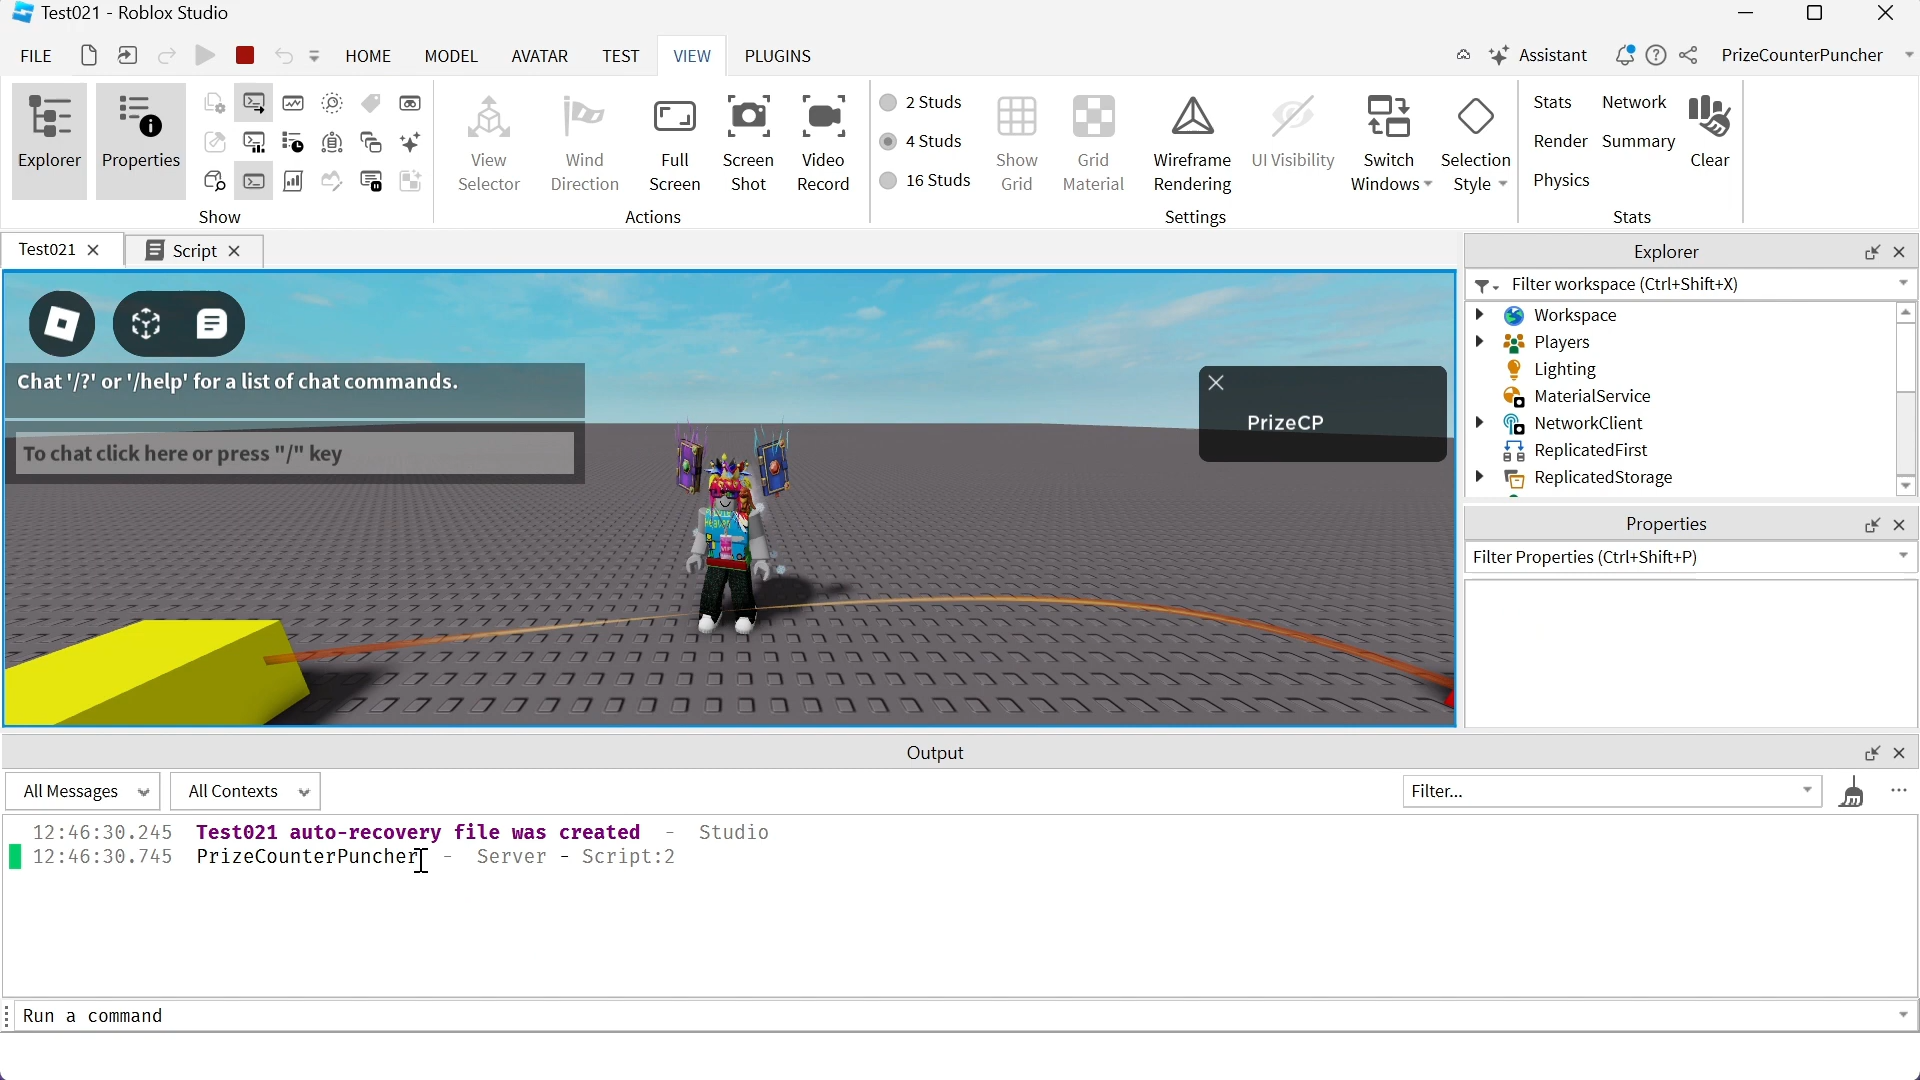 Test021 - Roblox Studio
FILE HOME MODEL AVATAR TEST VIEW PLUGINS Assistant PrizeCounterPuncher
Explorer
Properties
Show
View Selector
Wind Direction
Full Screen
Screen Shot
Video Record
Actions
2 Studs
4 Studs
16 Studs
Show Grid
Grid Material
Wireframe Rendering
UI Visibility
Switch Windows
Selection Style
Settings
Stats Network
Render Summary
Physics
Clear
Stats
Test021
Script
Chat '/?' or '/help' for a list of chat commands.
To chat click here or press "/" key
PrizeCP
Explorer
Filter workspace (Ctrl+Shift+X)
Workspace
Players
Lighting
MaterialService
NetworkClient
ReplicatedFirst
ReplicatedStorage
Properties
Filter Properties (Ctrl+Shift+P)
Output
All Messages All Contexts Filter...
12:46:30.245 Test021 auto-recovery file was created - Studio
12:46:30.745 PrizeCounterPuncher - Server - Script:2
Run a command